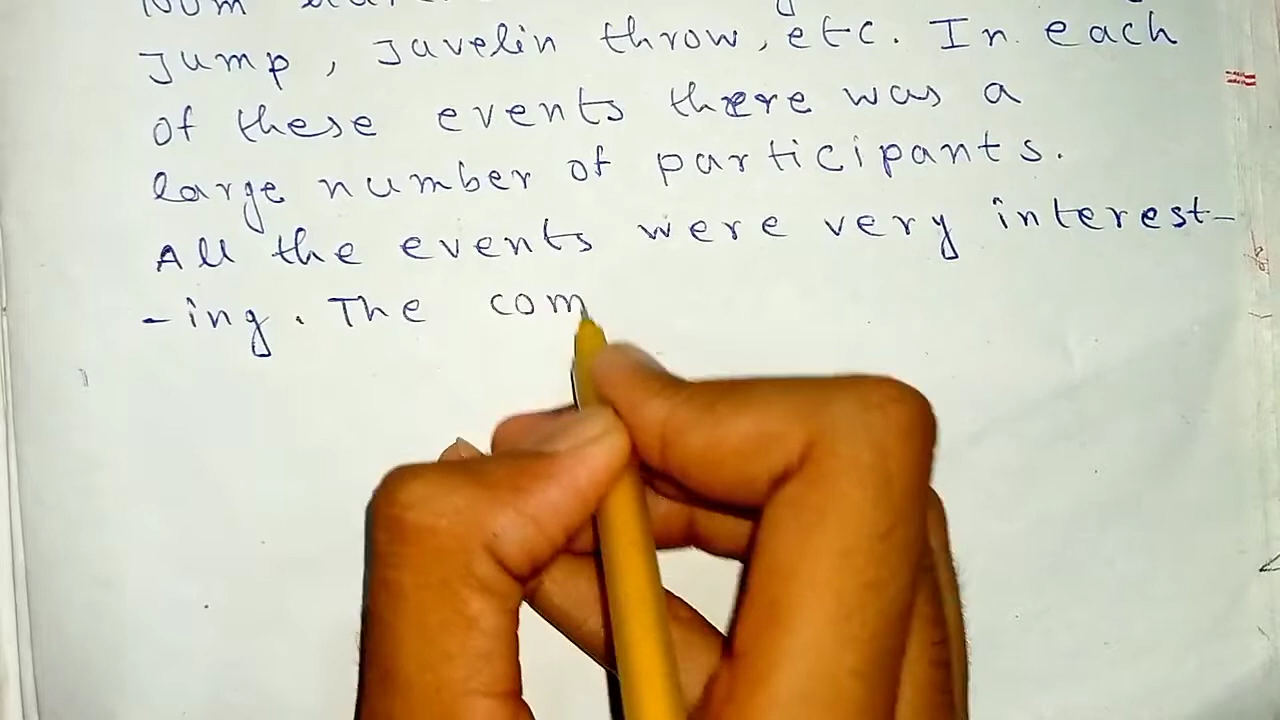 Jump, Javelin throw, etc. In each
of these events there was a
large number of participants.
All the events were very interest-
-ing. The com